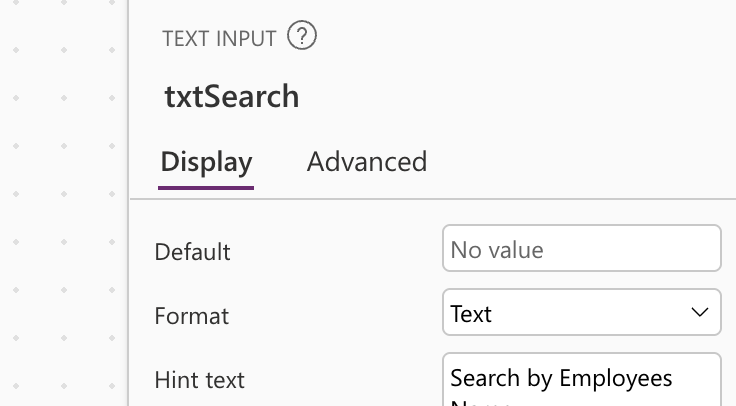 TEXT INPUT ?
txtSearch
Display Advanced
Default No value
Format Text
Hint text Search by Employees